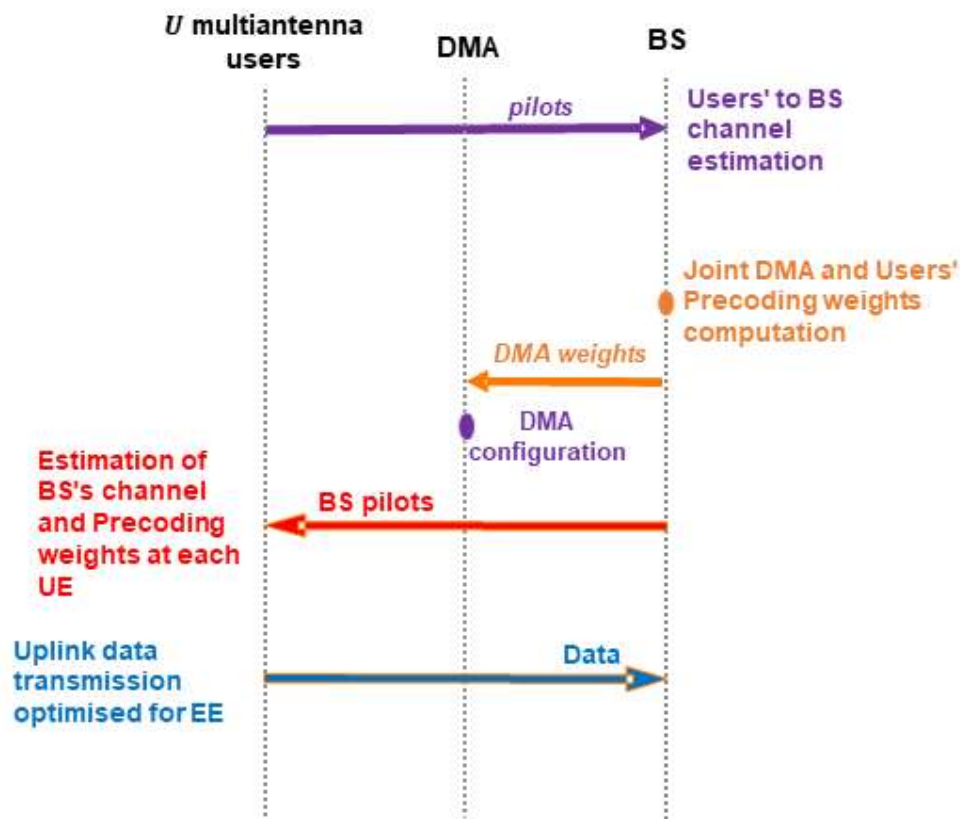 U multiantenna
users
DMA
BS
pilots
Users' to BS
channel
estimation
Joint DMA and Users'
Precoding weights
computation
DMA weights
DMA
configuration
Estimation of
BS's channel
and Precoding
weights at each
UE
BS pilots
Uplink data
transmission
optimised for EE
Data